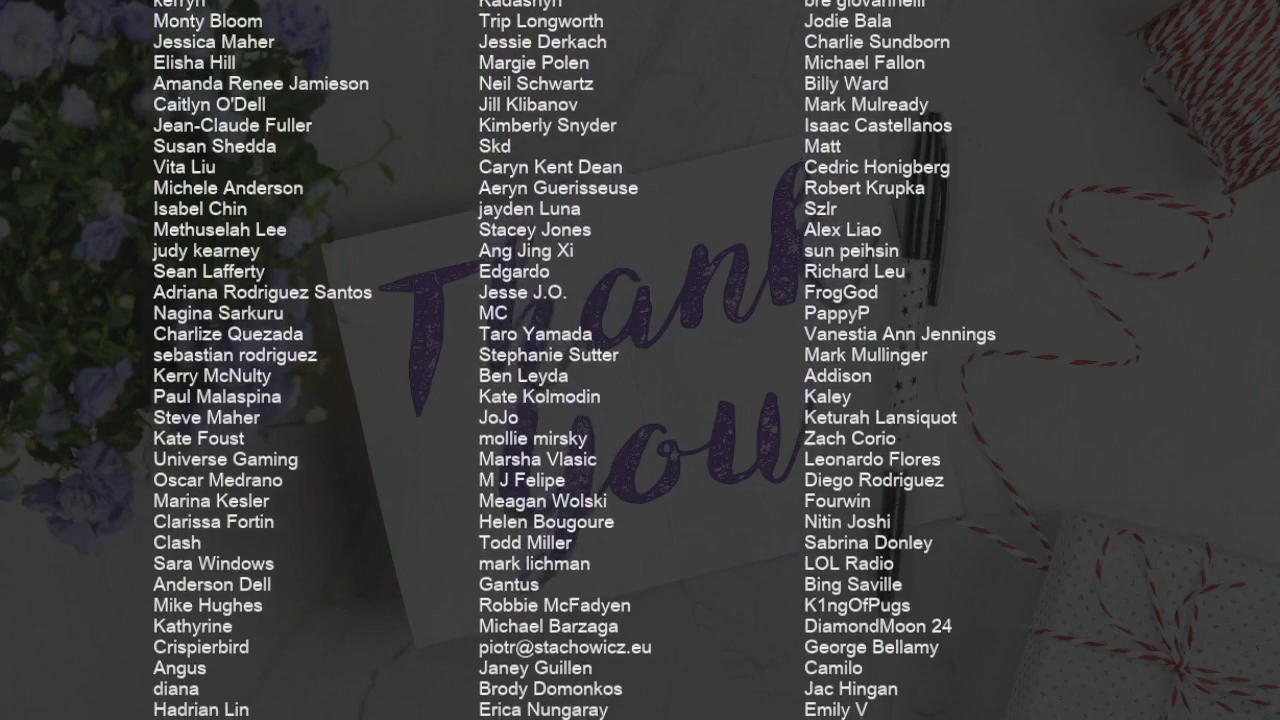 kerryn
Monty Bloom
Jessica Maher
Elisha Hill
Amanda Renee Jamieson
Caitlyn O'Dell
Jean-Claude Fuller
Susan Shedda
Vita Liu
Michele Anderson
Isabel Chin
Methuselah Lee
judy kearney
Sean Lafferty
Adriana Rodriguez Santos
Nagina Sarkuru
Charlize Quezada
sebastian rodriguez
Kerry McNulty
Paul Malaspina
Steve Maher
Kate Foust
Universe Gaming
Oscar Medrano
Marina Kesler
Clarissa Fortin
Clash
Sara Windows
Anderson Dell
Mike Hughes
Kathyrine
Crispierbird
Angus
diana
Hadrian Lin
Kadashyn
Trip Longworth
Jessie Derkach
Margie Polen
Neil Schwartz
Jill Klibanov
Kimberly Snyder
Skd
Caryn Kent Dean
Aeryn Guerisseuse
jayden Luna
Stacey Jones
Ang Jing Xi
Edgardo
Jesse J.O.
MC
Taro Yamada
Stephanie Sutter
Ben Leyda
Kate Kolmodin
JoJo
mollie mirsky
Marsha Vlasic
M J Felipe
Meagan Wolski
Helen Bougoure
Todd Miller
mark lichman
Gantus
Robbie McFadyen
Michael Barzaga
piotr@stachowicz.eu
Janey Guillen
Brody Domonkos
Erica Nungaray
bre giovannelli
Jodie Bala
Charlie Sundborn
Michael Fallon
Billy Ward
Mark Mulready
Isaac Castellanos
Matt
Cedric Honigberg
Robert Krupka
Szlr
Alex Liao
sun peihsin
Richard Leu
FrogGod
PappyP
Vanestia Ann Jennings
Mark Mullinger
Addison
Kaley
Keturah Lansiquot
Zach Corio
Leonardo Flores
Diego Rodriguez
Fourwin
Nitin Joshi
Sabrina Donley
LOL Radio
Bing Saville
K1ngOfPugs
DiamondMoon 24
George Bellamy
Camilo
Jac Hingan
Emily V
Thank
you